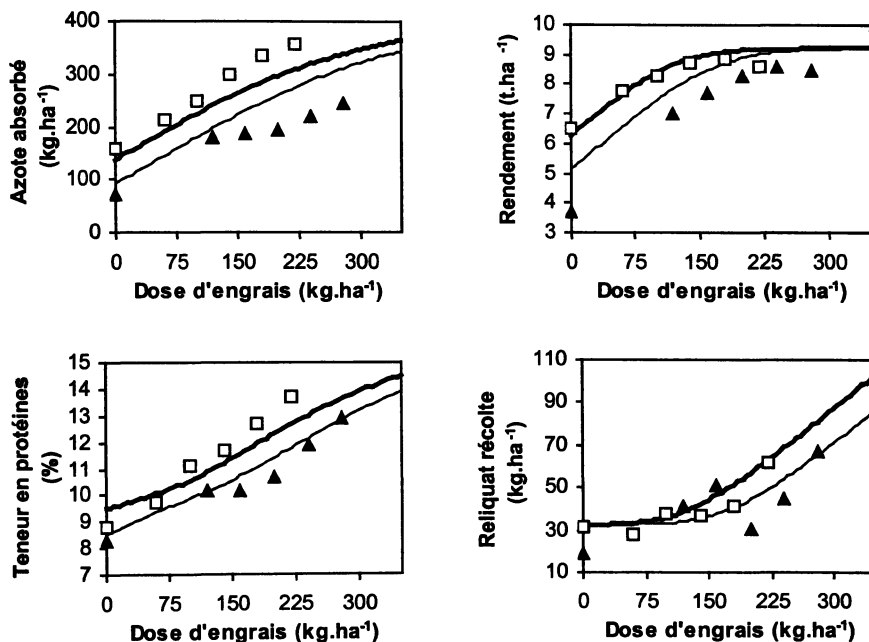 Azote absorbé
(kg.ha⁻¹)
400
300
200
100
0
0 75 150 225 300
Dose d'engrais (kg.ha⁻¹)
Rendement (t.ha ⁻¹)
10
9
8
7
6
5
4
3
0 75 150 225 300
Dose d'engrais (kg.ha⁻¹)
Teneur en protéines
(%)
15
14
13
12
11
10
9
8
7
0 75 150 225 300
Dose d'engrais (kg.ha⁻¹)
Reliquat récolte
(kg.ha⁻¹)
110
90
70
50
30
10
0 75 150 225 300
Dose d'engrais (kg.ha⁻¹)